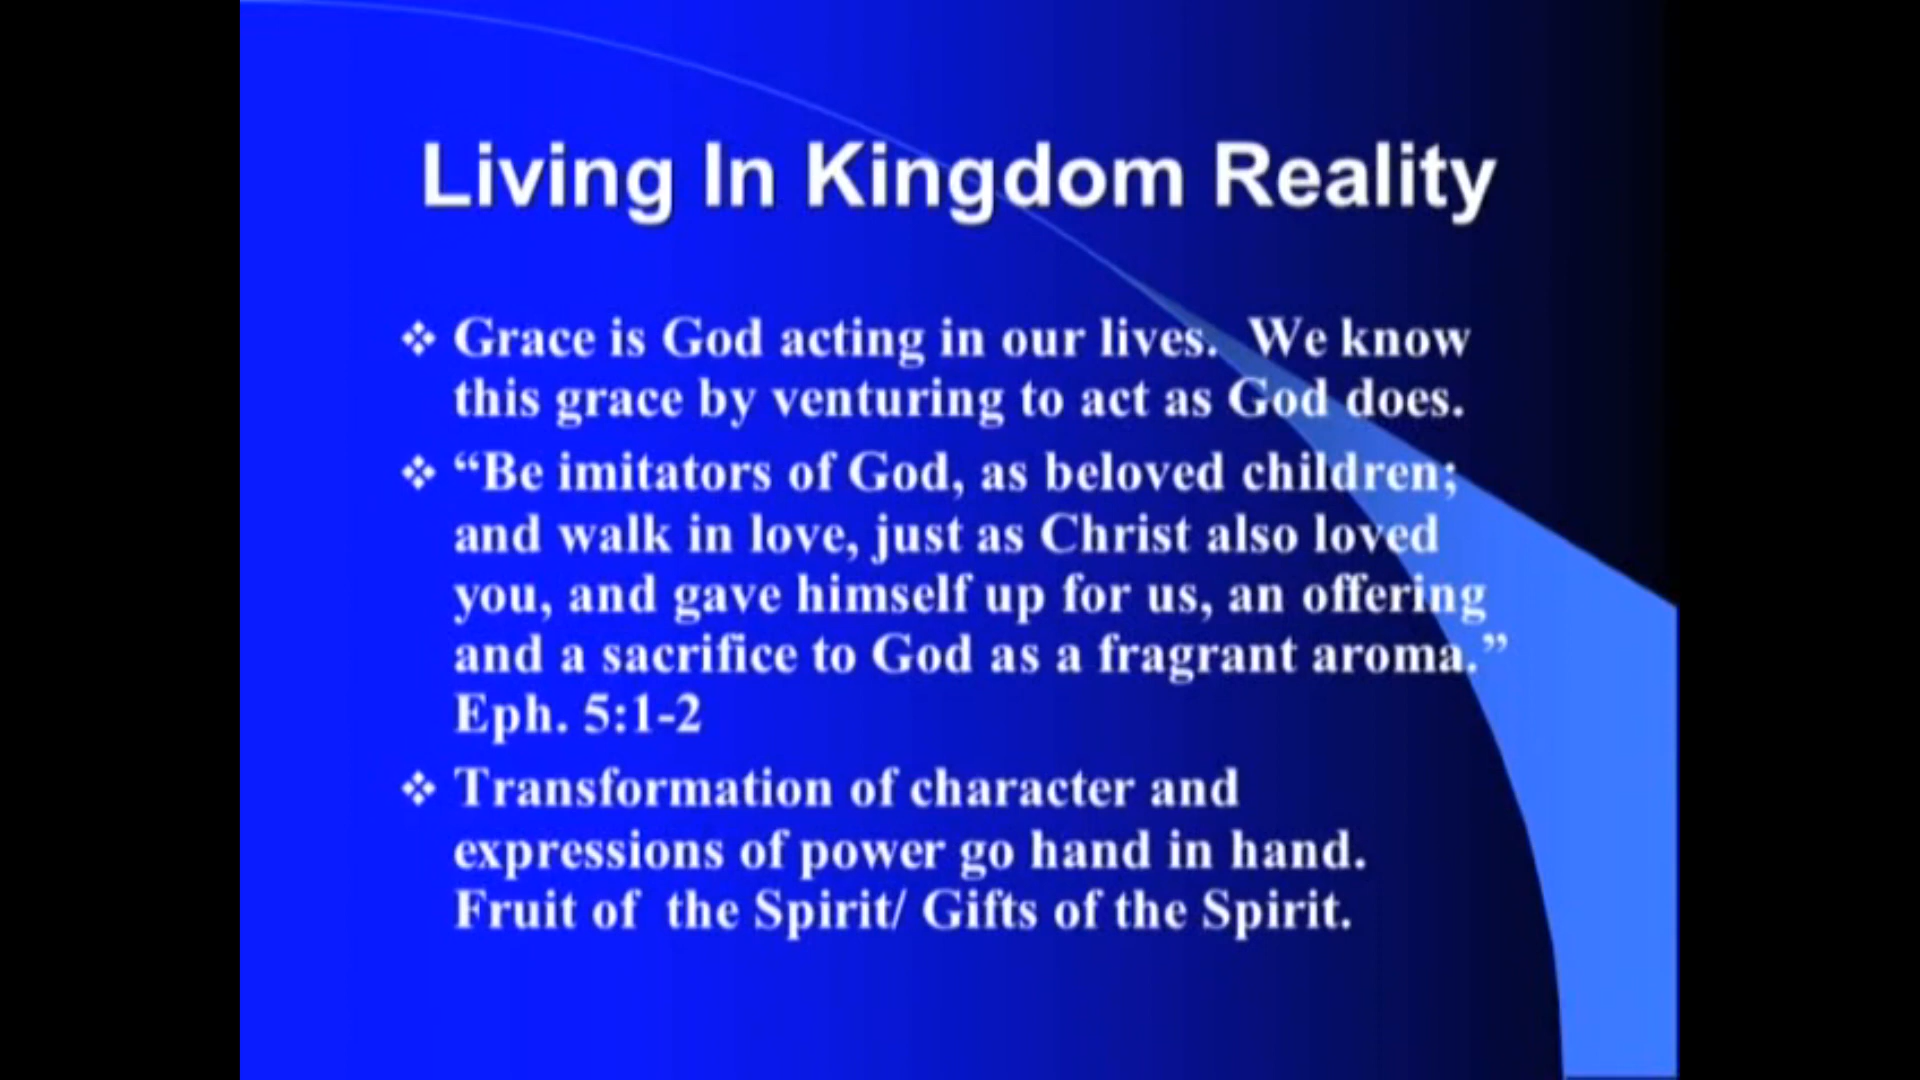 Living In Kingdom Reality
❖ Grace is God acting in our lives.  We know
this grace by venturing to act as God does.
❖ “Be imitators of God, as beloved children;
and walk in love, just as Christ also loved
you, and gave himself up for us, an offering
and a sacrifice to God as a fragrant aroma.”
Eph. 5:1-2
❖ Transformation of character and
expressions of power go hand in hand.
Fruit of  the Spirit/ Gifts of the Spirit.